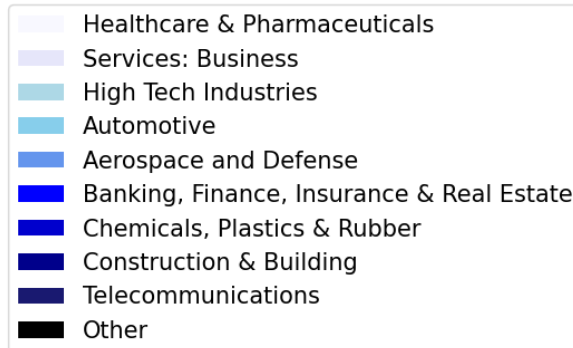 Healthcare & Pharmaceuticals
Services: Business
High Tech Industries
Automotive
Aerospace and Defense
Banking, Finance, Insurance & Real Estate
Chemicals, Plastics & Rubber
Construction & Building
Telecommunications
Other